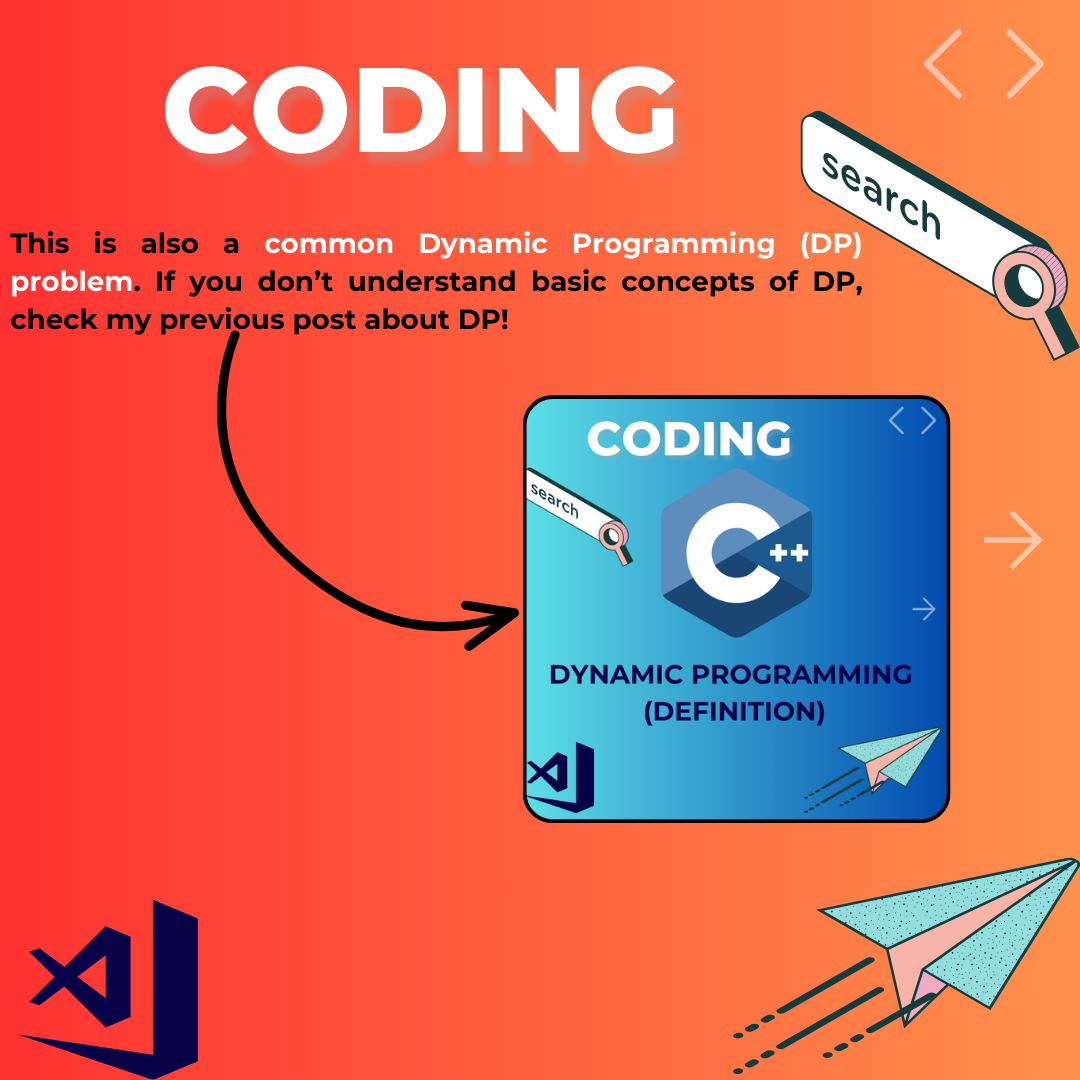 CODING
search
This is also a common Dynamic Programming (DP)
problem. If you don’t understand basic concepts of DP,
check my previous post about DP!
CODING
search
C++
DYNAMIC PROGRAMMING
(DEFINITION)